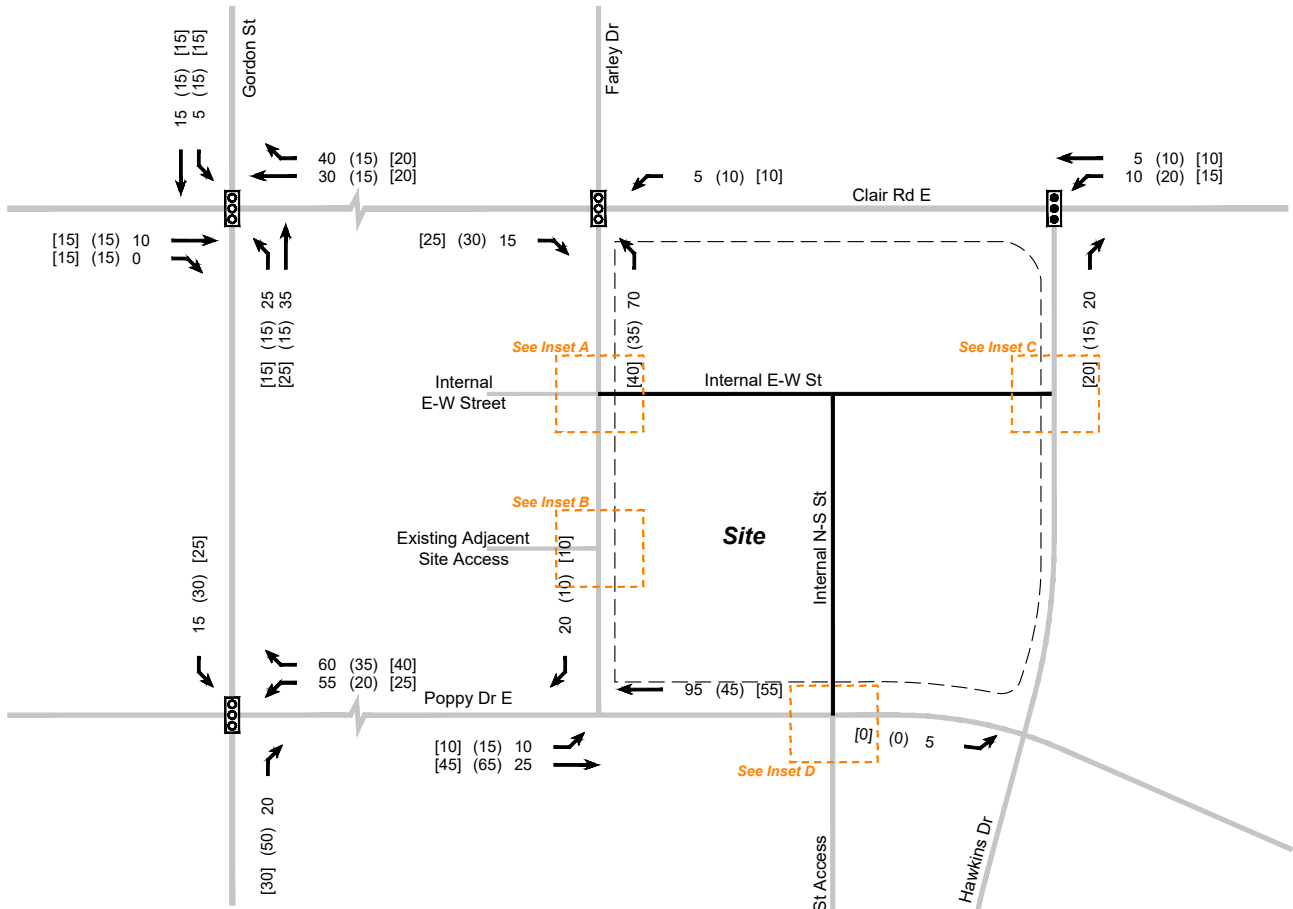 Gordon St
Farley Dr
15 (15) [15]
5 (15) [15]
40 (15) [20]
30 (15) [20]
5 (10) [10]
Clair Rd E
5 (10) [10]
10 (20) [15]
[15] (15) 10
[15] (15) 0
[25] (30) 15
[15] (15) 25
[25] (15) 35
[40] (35) 70
[20] (15) 20
See Inset A
See Inset C
Internal
E-W Street
Internal E-W St
See Inset B
Existing Adjacent
Site Access
Site
Internal N-S St
15 (30) [25]
20 (10) [10]
60 (35) [40]
55 (20) [25]
Poppy Dr E
95 (45) [55]
[10] (15) 10
[45] (65) 25
[0] (0) 5
See Inset D
[30] (50) 20
St Access
Hawkins Dr